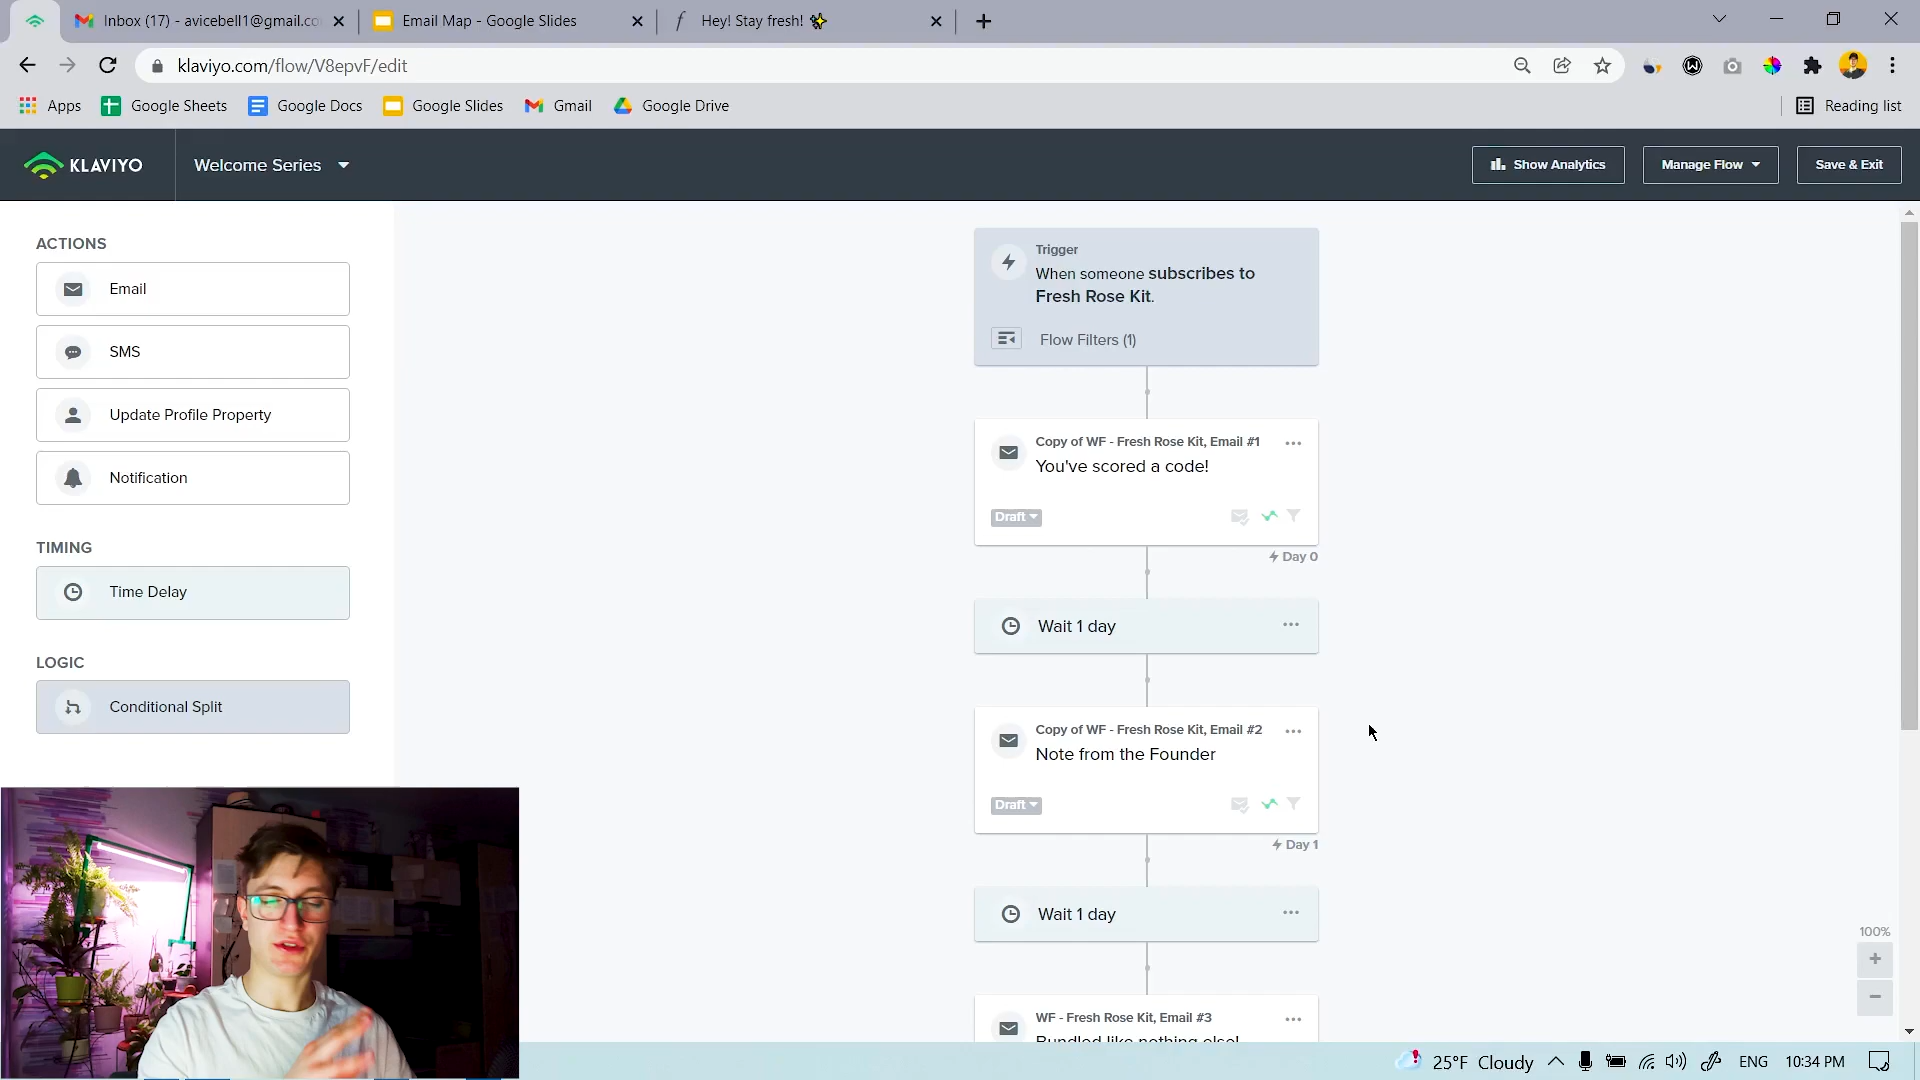 Inbox (17) - avicebell1@gmail.co
Email Map - Google Slides
Hey! Stay fresh! ✨
klaviyo.com/flow/V8epvF/edit
Apps
Google Sheets
Google Docs
Google Slides
Gmail
Google Drive
Reading list
KLAVIYO
Welcome Series
Show Analytics
Manage Flow
Save & Exit
ACTIONS
Email
SMS
Update Profile Property
Notification
TIMING
Time Delay
LOGIC
Conditional Split
Trigger
When someone subscribes to
Fresh Rose Kit.
Flow Filters (1)
Copy of WF - Fresh Rose Kit, Email #1
You've scored a code!
Draft
Day 0
Wait 1 day
Copy of WF - Fresh Rose Kit, Email #2
Note from the Founder
Draft
Day 1
Wait 1 day
WF - Fresh Rose Kit, Email #3
Bundled like nothing else!
100%
25°F Cloudy
ENG
10:34 PM